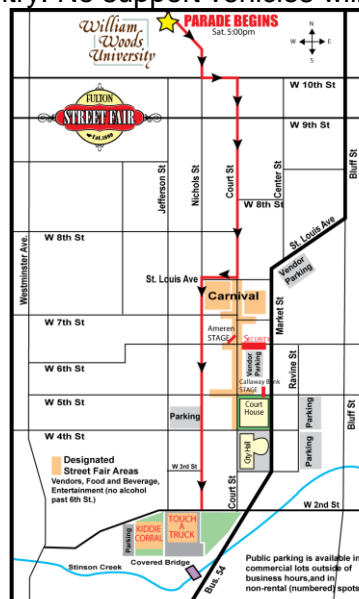 try. No support vehicles will
William
Woods
University
PARADE BEGINS
Sat. 5:00pm
N
W
E
S
W 10th St
FULTON
STREET FAIR
Est. 1899
W 9th St
Jefferson St
Nichols St
Court St
Center St
Bluff St
W 8th St
W 8th St
St. Louis Ave
Westminster Ave.
St. Louis Ave
Vendor
Parking
Carnival
Market St
W 7th St
Ameren
STAGE
SECURITY
Vendor
Parking
Ravine St
W 6th St
Callaway Bank
STAGE
W 5th St
Parking
Court
House
Parking
Bluff St
W 4th St
City Hall
Parking
Designated
Street Fair Areas
Vendors, Food and Beverage,
Entertainment (no alcohol
past 6th St.)
W 3rd St
Court St
W 2nd St
Parking
KIDDIE
CORRAL
TOUCH
A
TRUCK
Stinson Creek
Covered Bridge
Bus. 54
Public parking is available in
commercial lots outside of
business hours,and in
non-rental (numbered) spots